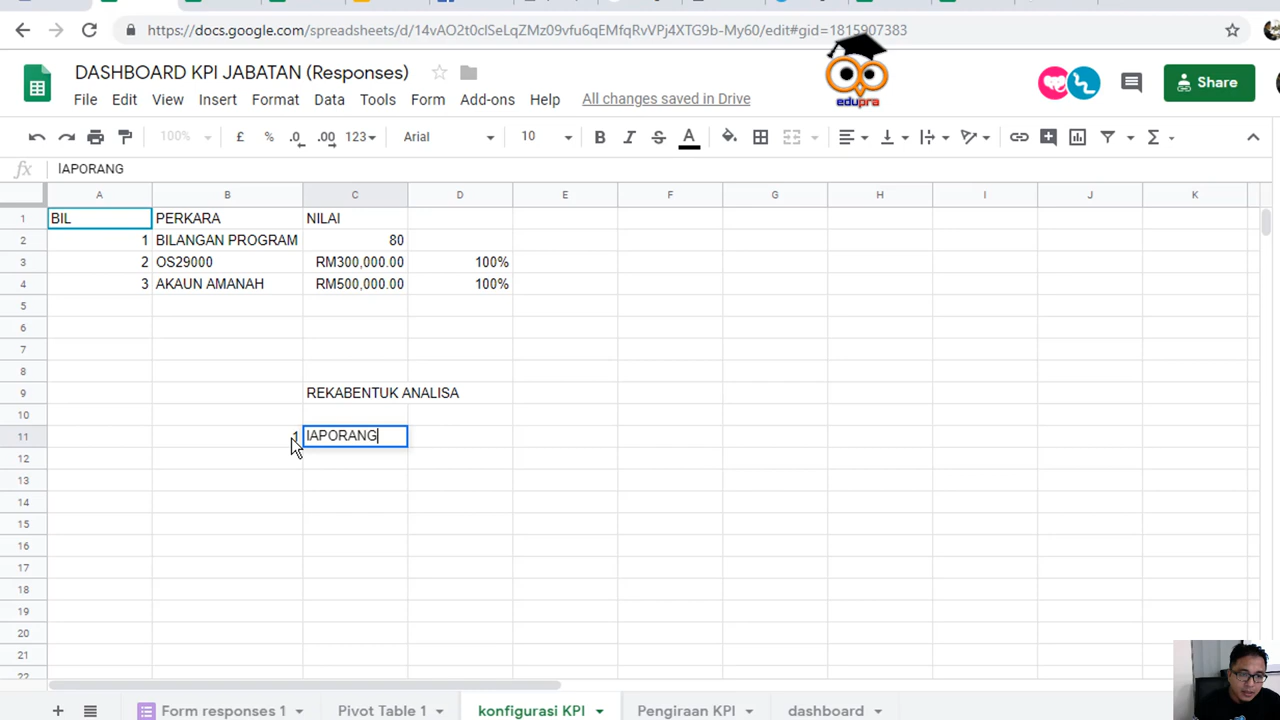 https://docs.google.com/spreadsheets/d/14vAO2t0clSeLqZMz09vfu6qEMfqRvVPj4XTG9b-My60/edit#gid=1815907383
DASHBOARD KPI JABATAN (Responses)
edupra
Share
File Edit View Insert Format Data Tools Form Add-ons Help All changes saved in Drive
100% £ % .0 .00 123 Arial 10 B I S A Σ
fx lAPORANG
A B C D E F G H I J K
1 BIL PERKARA NILAI
2 1 BILANGAN PROGRAM 80
3 2 OS29000 RM300,000.00 100%
4 3 AKAUN AMANAH RM500,000.00 100%
5
6
7
8
9 REKABENTUK ANALISA
10
11 1 lAPORANG
12
13
14
15
16
17
18
19
20
21
22
Form responses 1 Pivot Table 1 konfigurasi KPI Pengiraan KPI dashboard